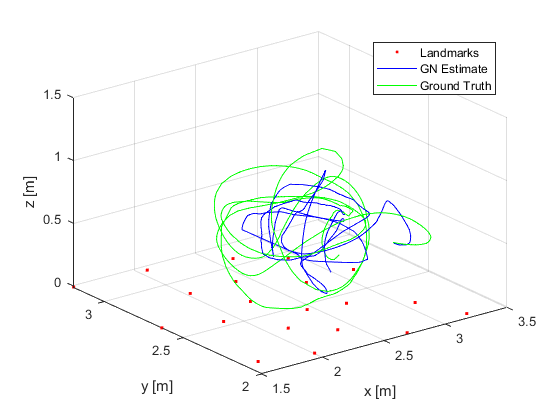 Landmarks
GN Estimate
Ground Truth
1.5
1
0.5
0
z [m]
3
2.5
2
y [m]
1.5
2
2.5
3
3.5
x [m]